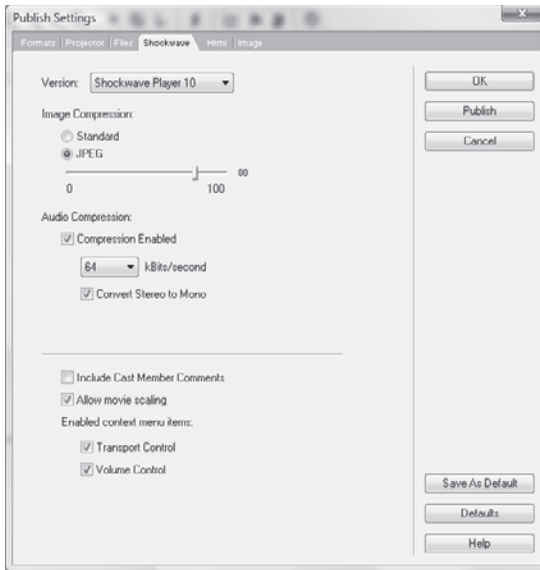 Publish Settings
Formats Projector Files Shockwave Html Image
Version: Shockwave Player 10
Image Compression:
Standard
JPEG
80
0 100
Audio Compression:
Compression Enabled
64 kBits/second
Convert Stereo to Mono
Include Cast Member Comments
Allow movie scaling
Enabled context menu items:
Transport Control
Volume Control
OK
Publish
Cancel
Save As Default
Defaults
Help